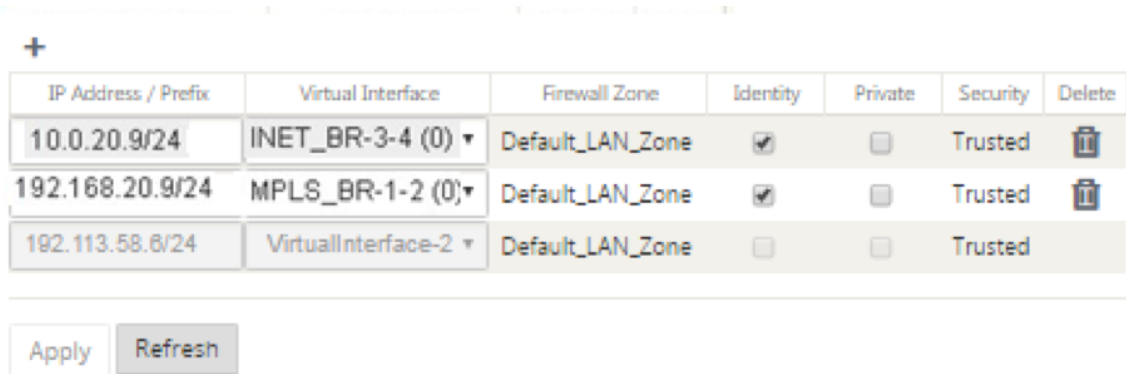 +
IP Address / Prefix Virtual Interface Firewall Zone Identity Private Security Delete
10.0.20.9/24 INET_BR-3-4 (0) Default_LAN_Zone Trusted
192.168.20.9/24 MPLS_BR-1-2 (0) Default_LAN_Zone Trusted
192.113.58.6/24 VirtualInterface-2 Default_LAN_Zone Trusted
Apply Refresh